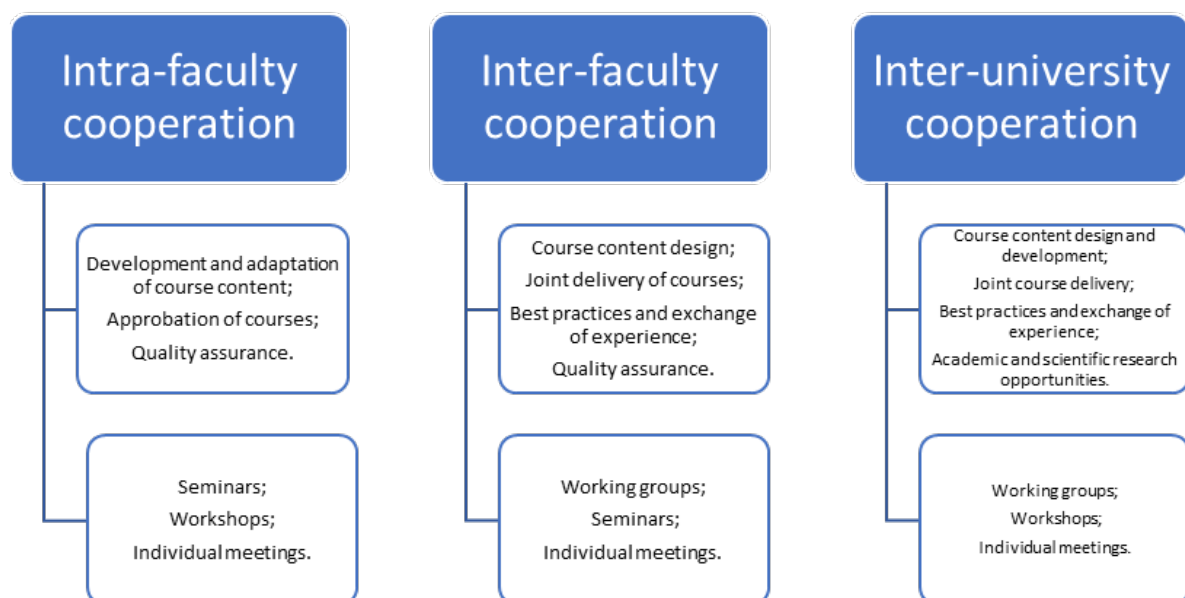 Intra-faculty
cooperation
Development and adaptation
of course content;
Approbation of courses;
Quality assurance.
Seminars;
Workshops;
Individual meetings.
Inter-faculty
cooperation
Course content design;
Joint delivery of courses;
Best practices and exchange
of experience;
Quality assurance.
Working groups;
Seminars;
Individual meetings.
Inter-university
cooperation
Course content design and
development;
Joint course delivery;
Best practices and exchange of
experience;
Academic and scientific research
opportunities.
Working groups;
Workshops;
Individual meetings.